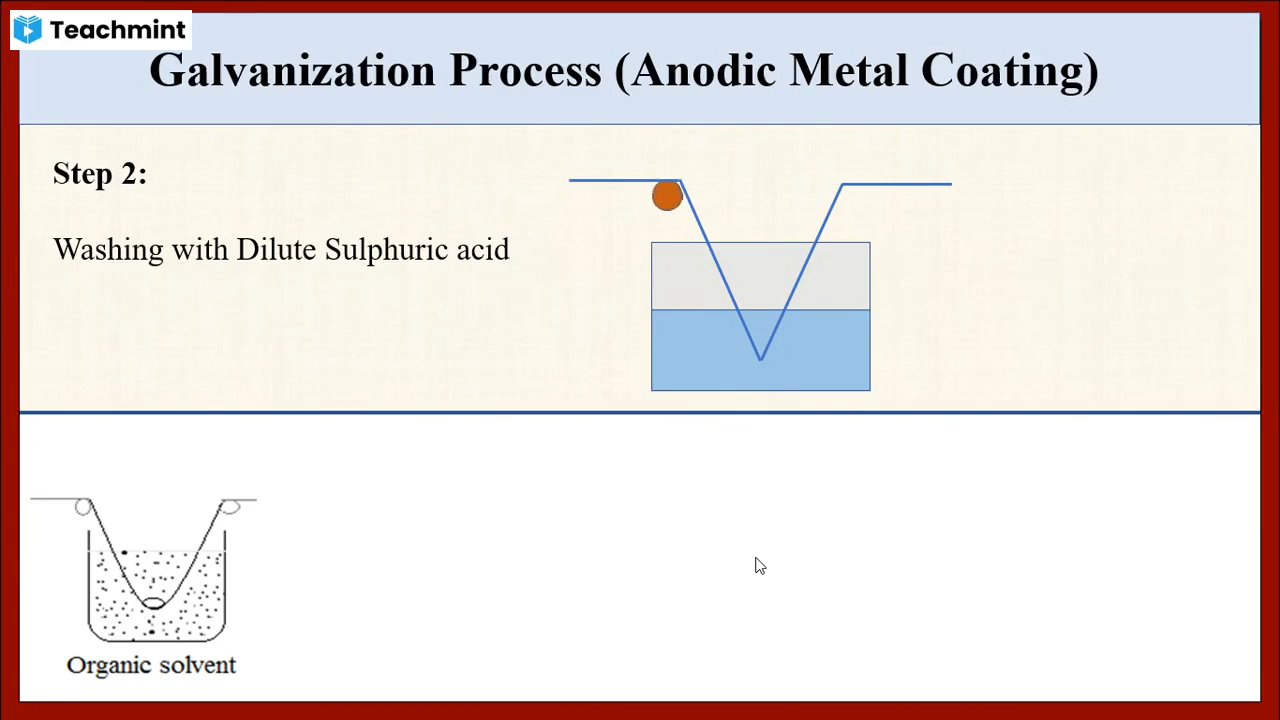 Teachmint
Galvanization Process (Anodic Metal Coating)
Step 2:
Washing with Dilute Sulphuric acid
Organic solvent